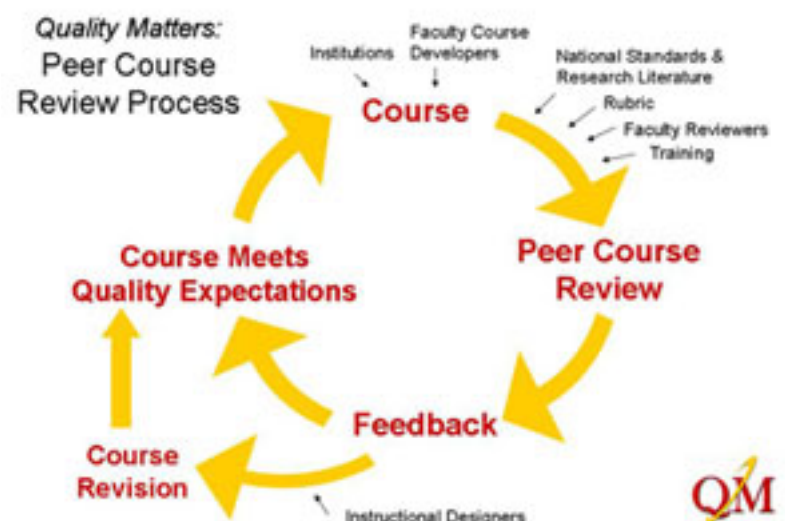 Quality Matters:
Peer Course
Review Process
Institutions
Faculty Course
Developers
National Standards &
Research Literature
Rubric
Faculty Reviewers
Training
Course
Peer Course
Review
Feedback
Instructional Designers
Course
Revision
Course Meets
Quality Expectations
QM